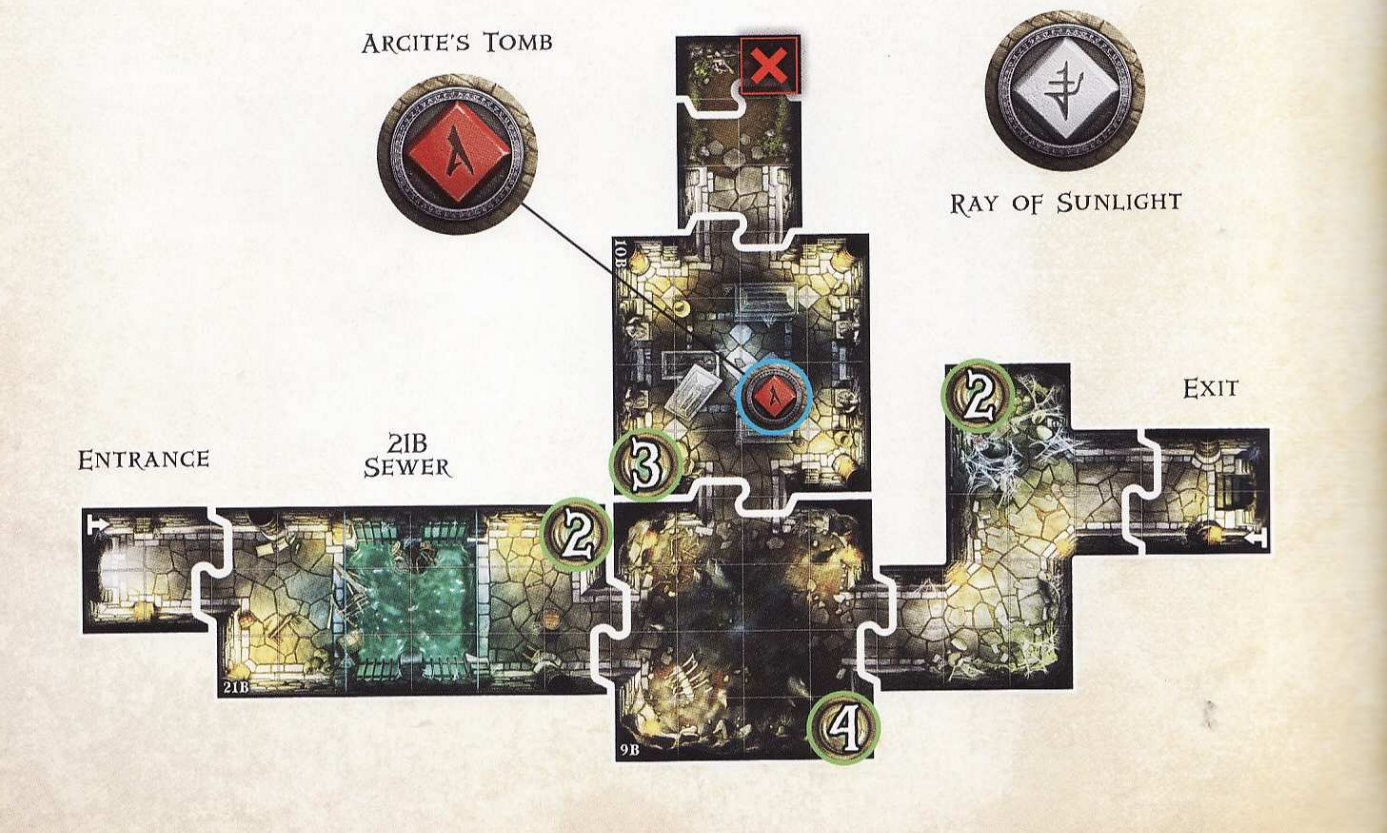 ARCITE'S TOMB
RAY OF SUNLIGHT
10B
2
EXIT
3
ENTRANCE
21B
SEWER
2
21B
9B
4